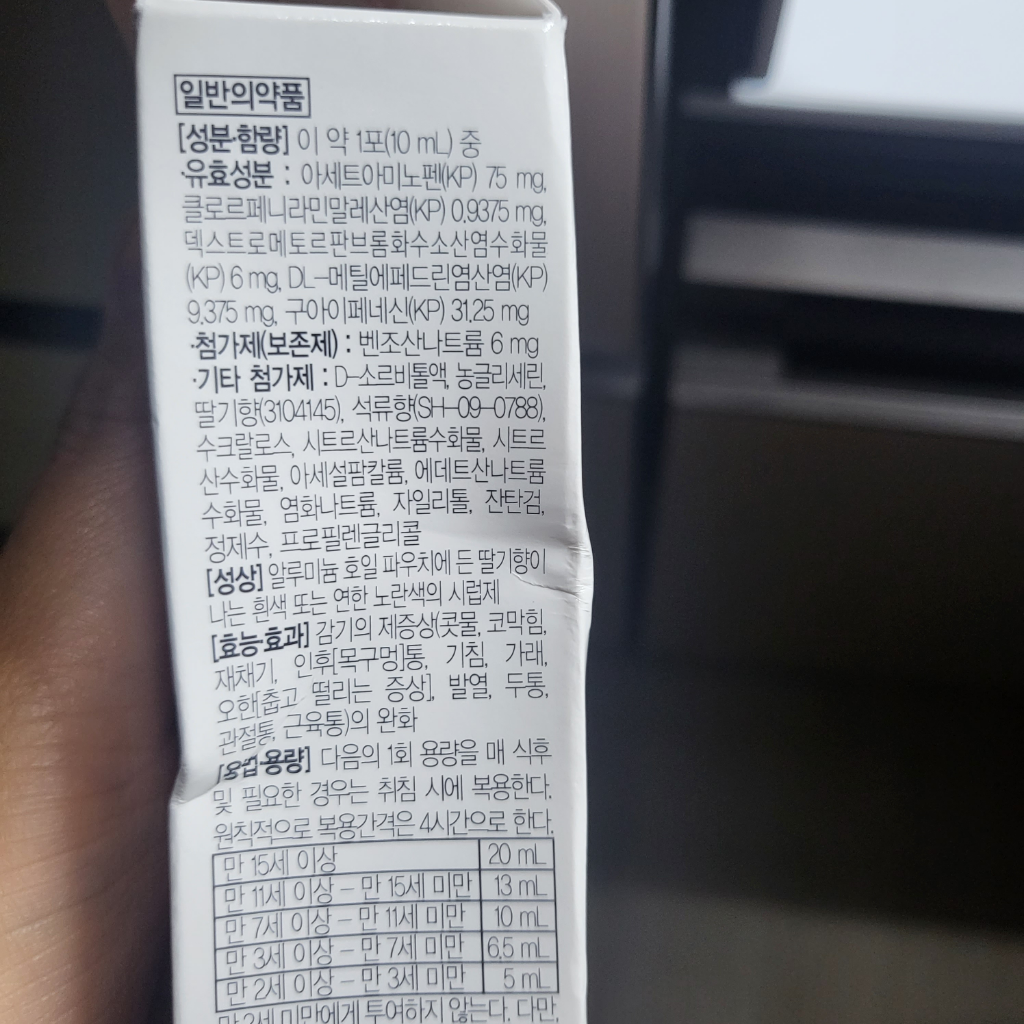 일반의약품
[성분·함량] 이 약 1포(10 mL) 중
·유효성분 : 아세트아미노펜(KP) 75 mg,
클로르페니라민말레산염(KP) 0.9375 mg,
덱스트로메토르판브롬화수소산염수화물
(KP) 6 mg, DL-메틸에페드린염산염(KP)
9.375 mg, 구아이페네신(KP) 31.25 mg
·첨가제(보존제) : 벤조산나트륨 6 mg
·기타 첨가제 : D-소르비톨액, 농글리세린,
딸기향(3104145), 석류향(SH-09-0788),
수크랄로스, 시트르산나트륨수화물, 시트르
산수화물, 아세설팜칼륨, 에데트산나트륨
수화물, 염화나트륨, 자일리톨, 잔탄검,
정제수, 프로필렌글리콜
[성상] 알루미늄 호일 파우치에 든 딸기향이
나는 흰색 또는 연한 노란색의 시럽제
[효능·효과] 감기의 제증상(콧물, 코막힘,
재채기, 인후[목구멍]통, 기침, 가래,
오한[춥고 떨리는 증상], 발열, 두통,
관절통, 근육통)의 완화
[용법·용량] 다음의 1회 용량을 매 식후
및 필요한 경우는 취침 시에 복용한다.
원칙적으로 복용간격은 4시간으로 한다.
만 15세 이상 20 mL
만 11세 이상 - 만 15세 미만 13 mL
만 7세 이상 - 만 11세 미만 10 mL
만 3세 이상 - 만 7세 미만 6.5 mL
만 2세 이상 - 만 3세 미만 5 mL
만 2세 미만에게 투여하지 않는다. 다만,